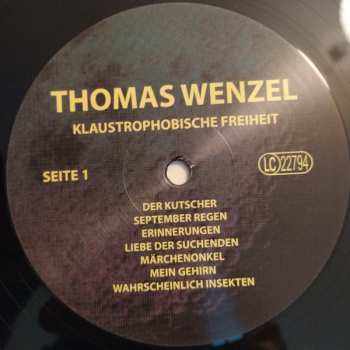 THOMAS WENZEL
KLAUSTROPHOBISCHE FREIHEIT
SEITE 1
LC 22794
DER KUTSCHER
SEPTEMBER REGEN
ERINNERUNGEN
LIEBE DER SUCHENDEN
MÄRCHENONKEL
MEIN GEHIRN
WAHRSCHEINLICH INSEKTEN